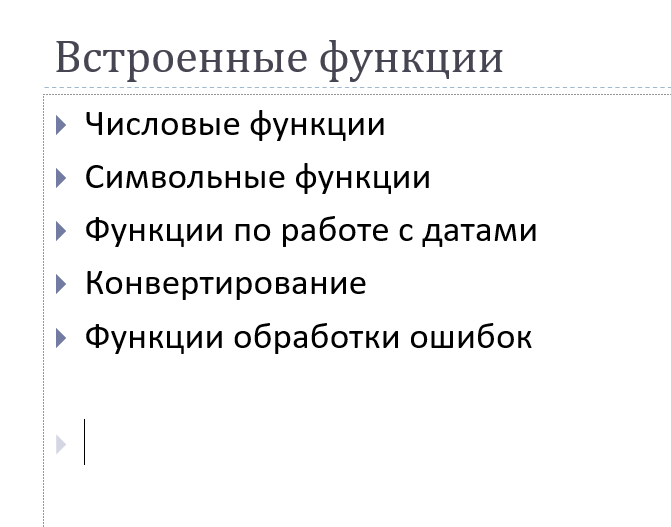 Встроенные функции
Числовые функции
Символьные функции
Функции по работе с датами
Конвертирование
Функции обработки ошибок